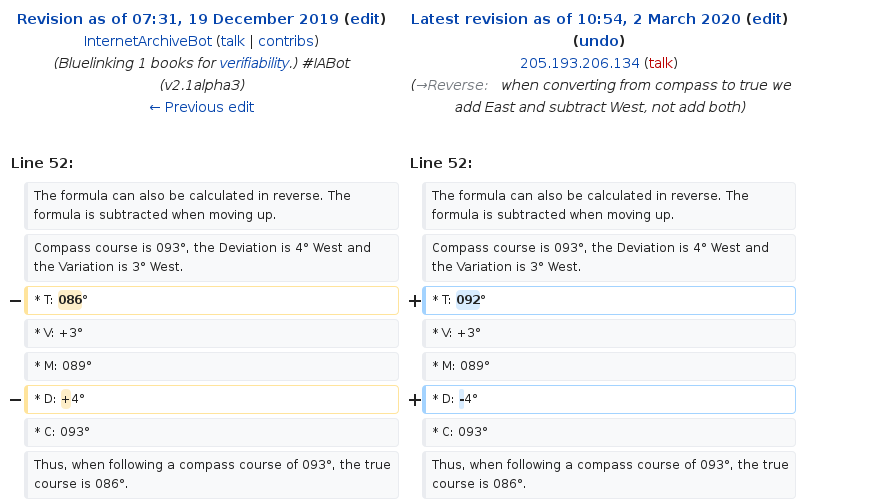 Revision as of 07:31, 19 December 2019 (edit)
InternetArchiveBot (talk | contribs)
(Bluelinking 1 books for verifiability.) #IABot
(v2.1alpha3)
← Previous edit
Latest revision as of 10:54, 2 March 2020 (edit)
(undo)
205.193.206.134 (talk)
(→Reverse: when converting from compass to true we
add East and subtract West, not add both)
Line 52:
Line 52:
The formula can also be calculated in reverse. The
formula is subtracted when moving up.
The formula can also be calculated in reverse. The
formula is subtracted when moving up.
Compass course is 093°, the Deviation is 4° West and
the Variation is 3° West.
Compass course is 093°, the Deviation is 4° West and
the Variation is 3° West.
− * T: 086°
+ * T: 092°
* V: +3°
* V: +3°
* M: 089°
* M: 089°
− * D: +4°
+ * D: -4°
* C: 093°
* C: 093°
Thus, when following a compass course of 093°, the true
course is 086°.
Thus, when following a compass course of 093°, the true
course is 086°.